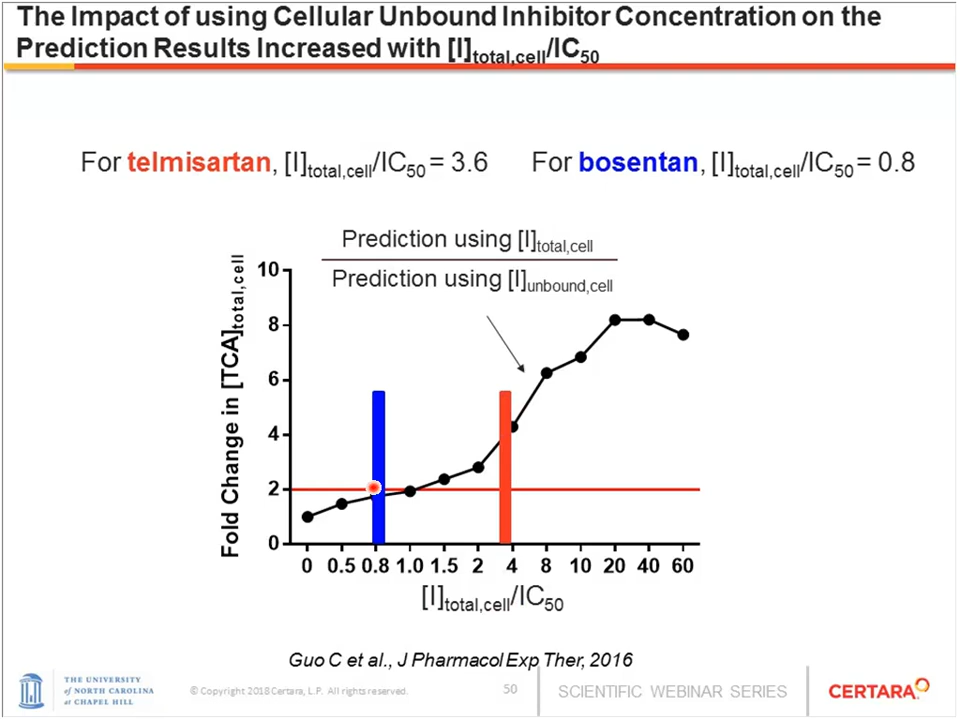 The Impact of using Cellular Unbound Inhibitor Concentration on the
Prediction Results Increased with [I]total,cell/IC50
For telmisartan, [I]total,cell/IC50 = 3.6
For bosentan, [I]total,cell/IC50 = 0.8
Prediction using [I]total,cell
Prediction using [I]unbound,cell
Fold Change in [TCA]total,cell
10
8
6
4
2
0
0 0.5 0.8 1.0 1.5 2 4 8 10 20 40 60
[I]total,cell/IC50
Guo C et al., J Pharmacol Exp Ther, 2016
THE UNIVERSITY
of NORTH CAROLINA
at CHAPEL HILL
© Copyright 2018 Certara, L.P. All rights reserved.
50
SCIENTIFIC WEBINAR SERIES
CERTARA